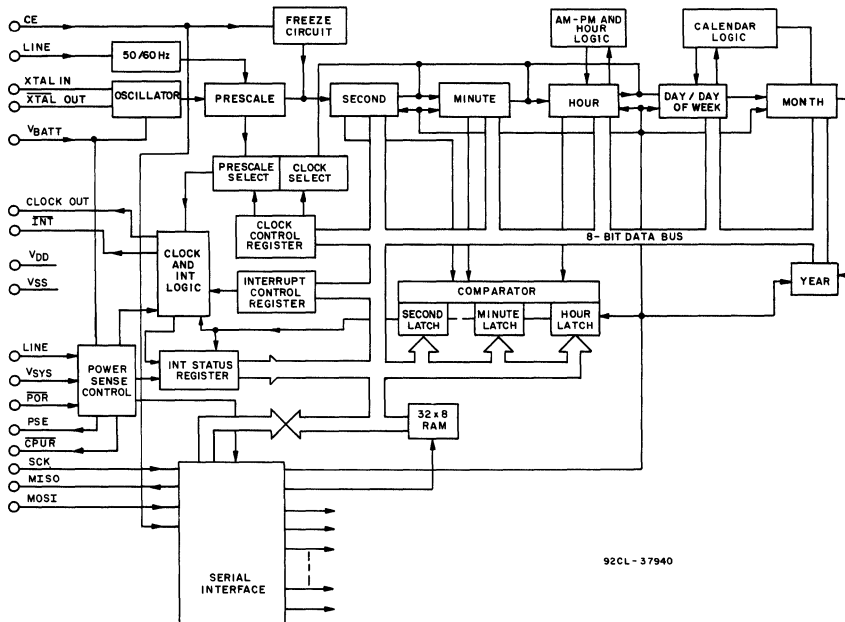 CE
FREEZE
CIRCUIT
AM-PM AND
HOUR
LOGIC
CALENDAR
LOGIC
LINE
50/60 Hz
XTAL IN
XTAL OUT
OSCILLATOR
PRESCALE
SECOND
MINUTE
HOUR
DAY / DAY
OF WEEK
MONTH
VBATT
PRESCALE
SELECT
CLOCK
SELECT
CLOCK OUT
INT
CLOCK
CONTROL
REGISTER
8-BIT DATA BUS
CLOCK
AND
INT
LOGIC
VDD
VSS
INTERRUPT
CONTROL
REGISTER
YEAR
COMPARATOR
SECOND
LATCH
MINUTE
LATCH
HOUR
LATCH
LINE
VSYS
POR
PSE
CPUR
POWER
SENSE
CONTROL
INT STATUS
REGISTER
32 x 8
RAM
SCK
MISO
MOSI
SERIAL
INTERFACE
92CL-37940